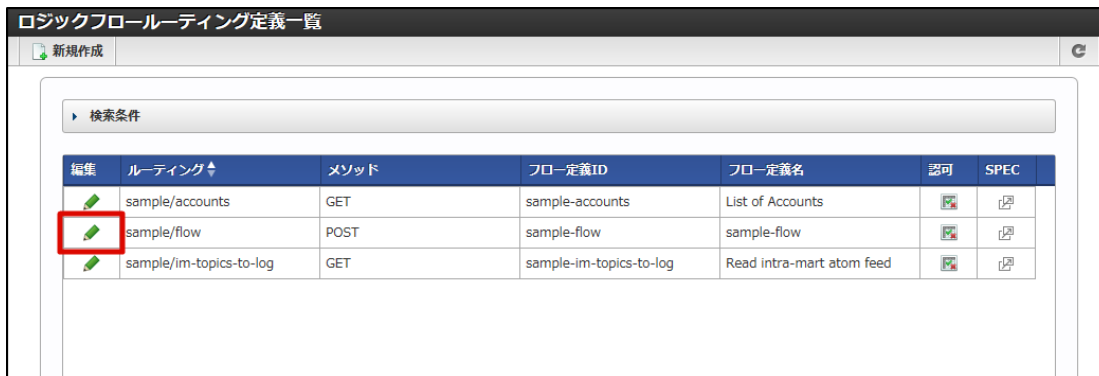 ロジックフロールーティング定義一覧
新規作成
検索条件
編集 ルーティング メソッド フロー定義ID フロー定義名 認可 SPEC
sample/accounts GET sample-accounts List of Accounts
sample/flow POST sample-flow sample-flow
sample/im-topics-to-log GET sample-im-topics-to-log Read intra-mart atom feed